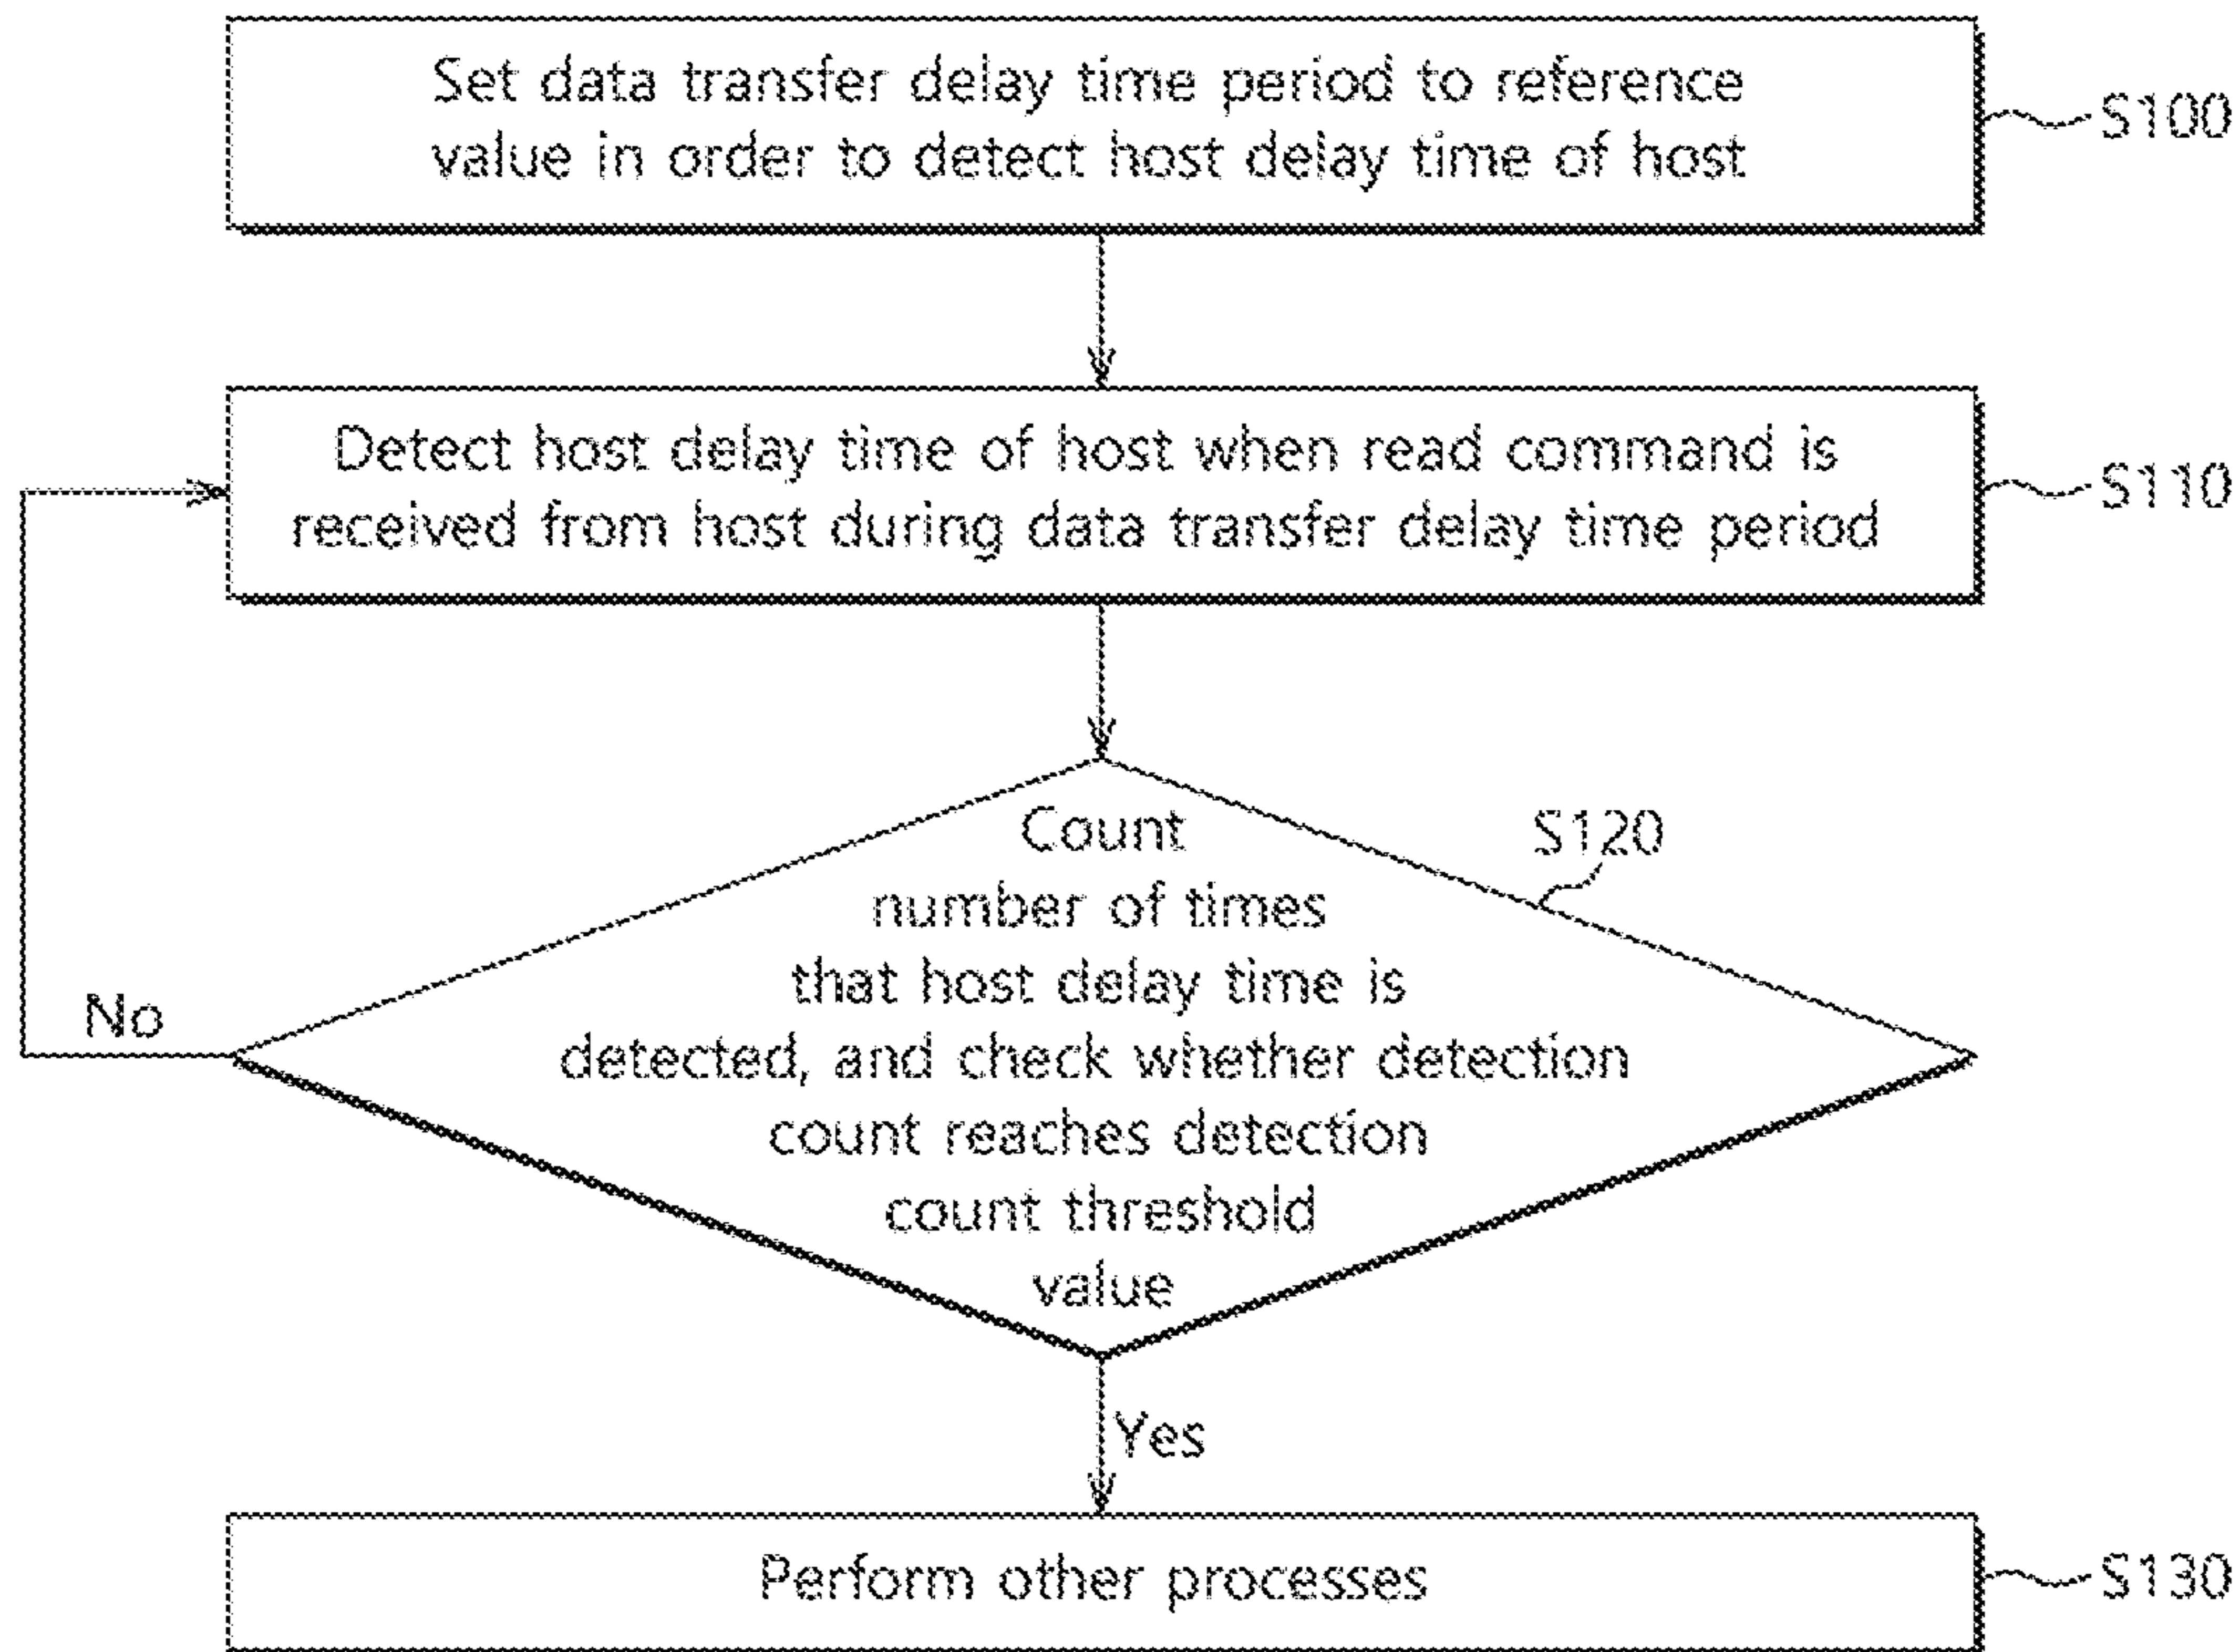 Set data transfer delay time period to reference
value in order to detect host delay time of host
S100
Detect host delay time of host when read command is
received from host during data transfer delay time period
S110
Count
number of times
that host delay time is
detected, and check whether detection
count reaches detection
count threshold
value
S120
No
Yes
Perform other processes
S130